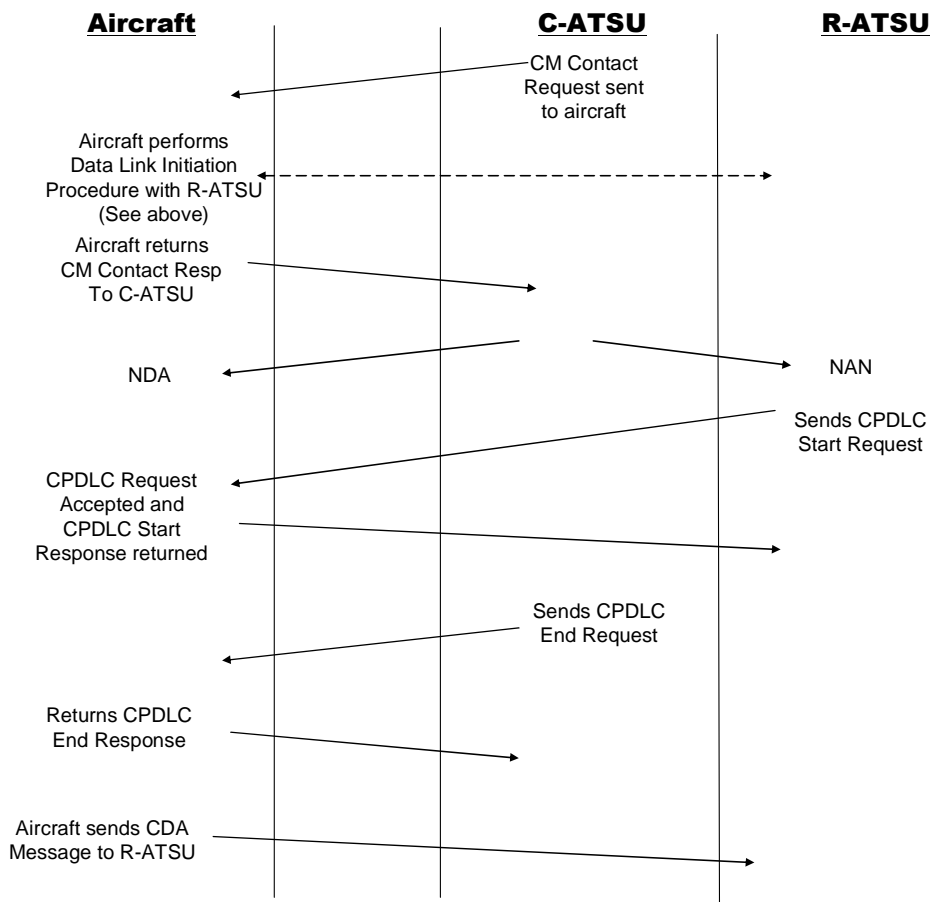 Aircraft
C-ATSU
R-ATSU
CM Contact
Request sent
to aircraft
Aircraft performs
Data Link Initiation
Procedure with R-ATSU
(See above)
Aircraft returns
CM Contact Resp
To C-ATSU
NDA
NAN
Sends CPDLC
Start Request
CPDLC Request
Accepted and
CPDLC Start
Response returned
Sends CPDLC
End Request
Returns CPDLC
End Response
Aircraft sends CDA
Message to R-ATSU